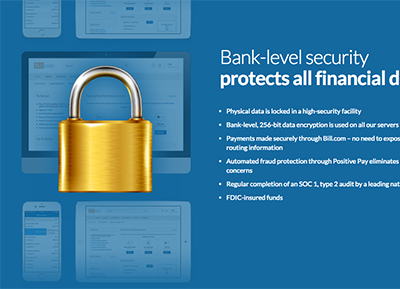 Bank-level security
protects all financial d
Physical data is locked in a high-security facility
Bank-level, 256-bit data encryption is used on all our servers
Payments made securely through Bill.com – no need to expos
routing information
Automated fraud protection through Positive Pay eliminates
concerns
Regular completion of an SOC 1, type 2 audit by a leading nat
FDIC-insured funds